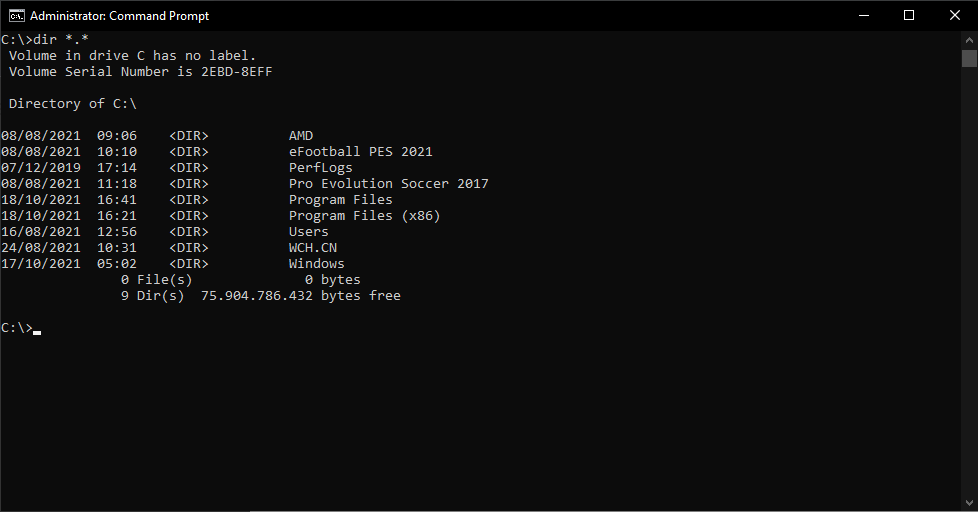 Administrator: Command Prompt
C:\>dir *.*
 Volume in drive C has no label.
 Volume Serial Number is 2EBD-8EFF

 Directory of C:\

08/08/2021  09:06    <DIR>          AMD
08/08/2021  10:10    <DIR>          eFootball PES 2021
07/12/2019  17:14    <DIR>          PerfLogs
08/08/2021  11:18    <DIR>          Pro Evolution Soccer 2017
18/10/2021  16:41    <DIR>          Program Files
18/10/2021  16:21    <DIR>          Program Files (x86)
16/08/2021  12:56    <DIR>          Users
24/08/2021  10:31    <DIR>          WCH.CN
17/10/2021  05:02    <DIR>          Windows
               0 File(s)              0 bytes
               9 Dir(s)  75.904.786.432 bytes free

C:\>